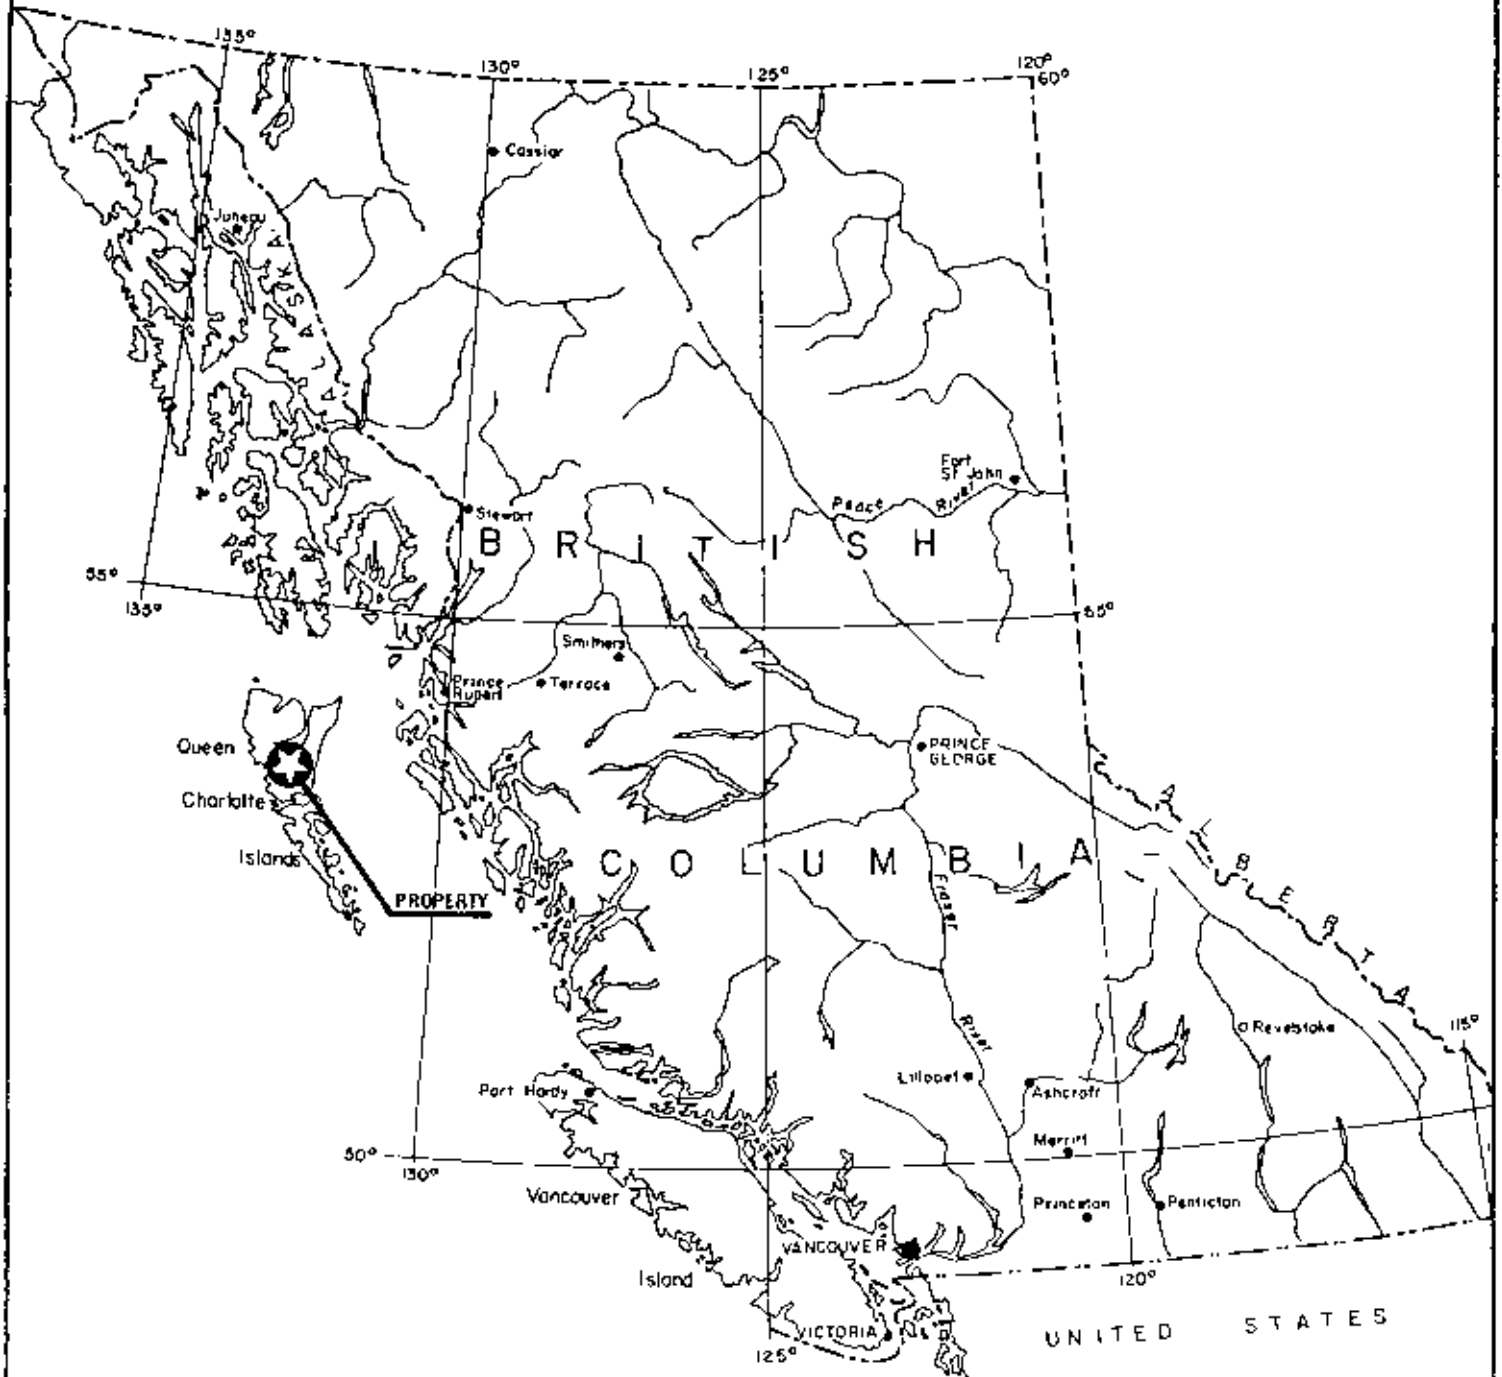 135°
130°
125°
120°
60°
Cassiar
Juneau
ALASKA
Fort
St John
Peace River
Stewart
BRITISH
55°
135°
55°
Smithers
Prince
Rupert
Terrace
Queen
Charlotte
Islands
PRINCE
GEORGE
ALBERTA
COLUMBIA
PROPERTY
Fraser
River
Revelstoke
115°
Port Hardy
Lillooet
Ashcroft
Merritt
50°
130°
Vancouver
Island
Princeton
Penticton
VANCOUVER
120°
VICTORIA
125°
UNITED STATES